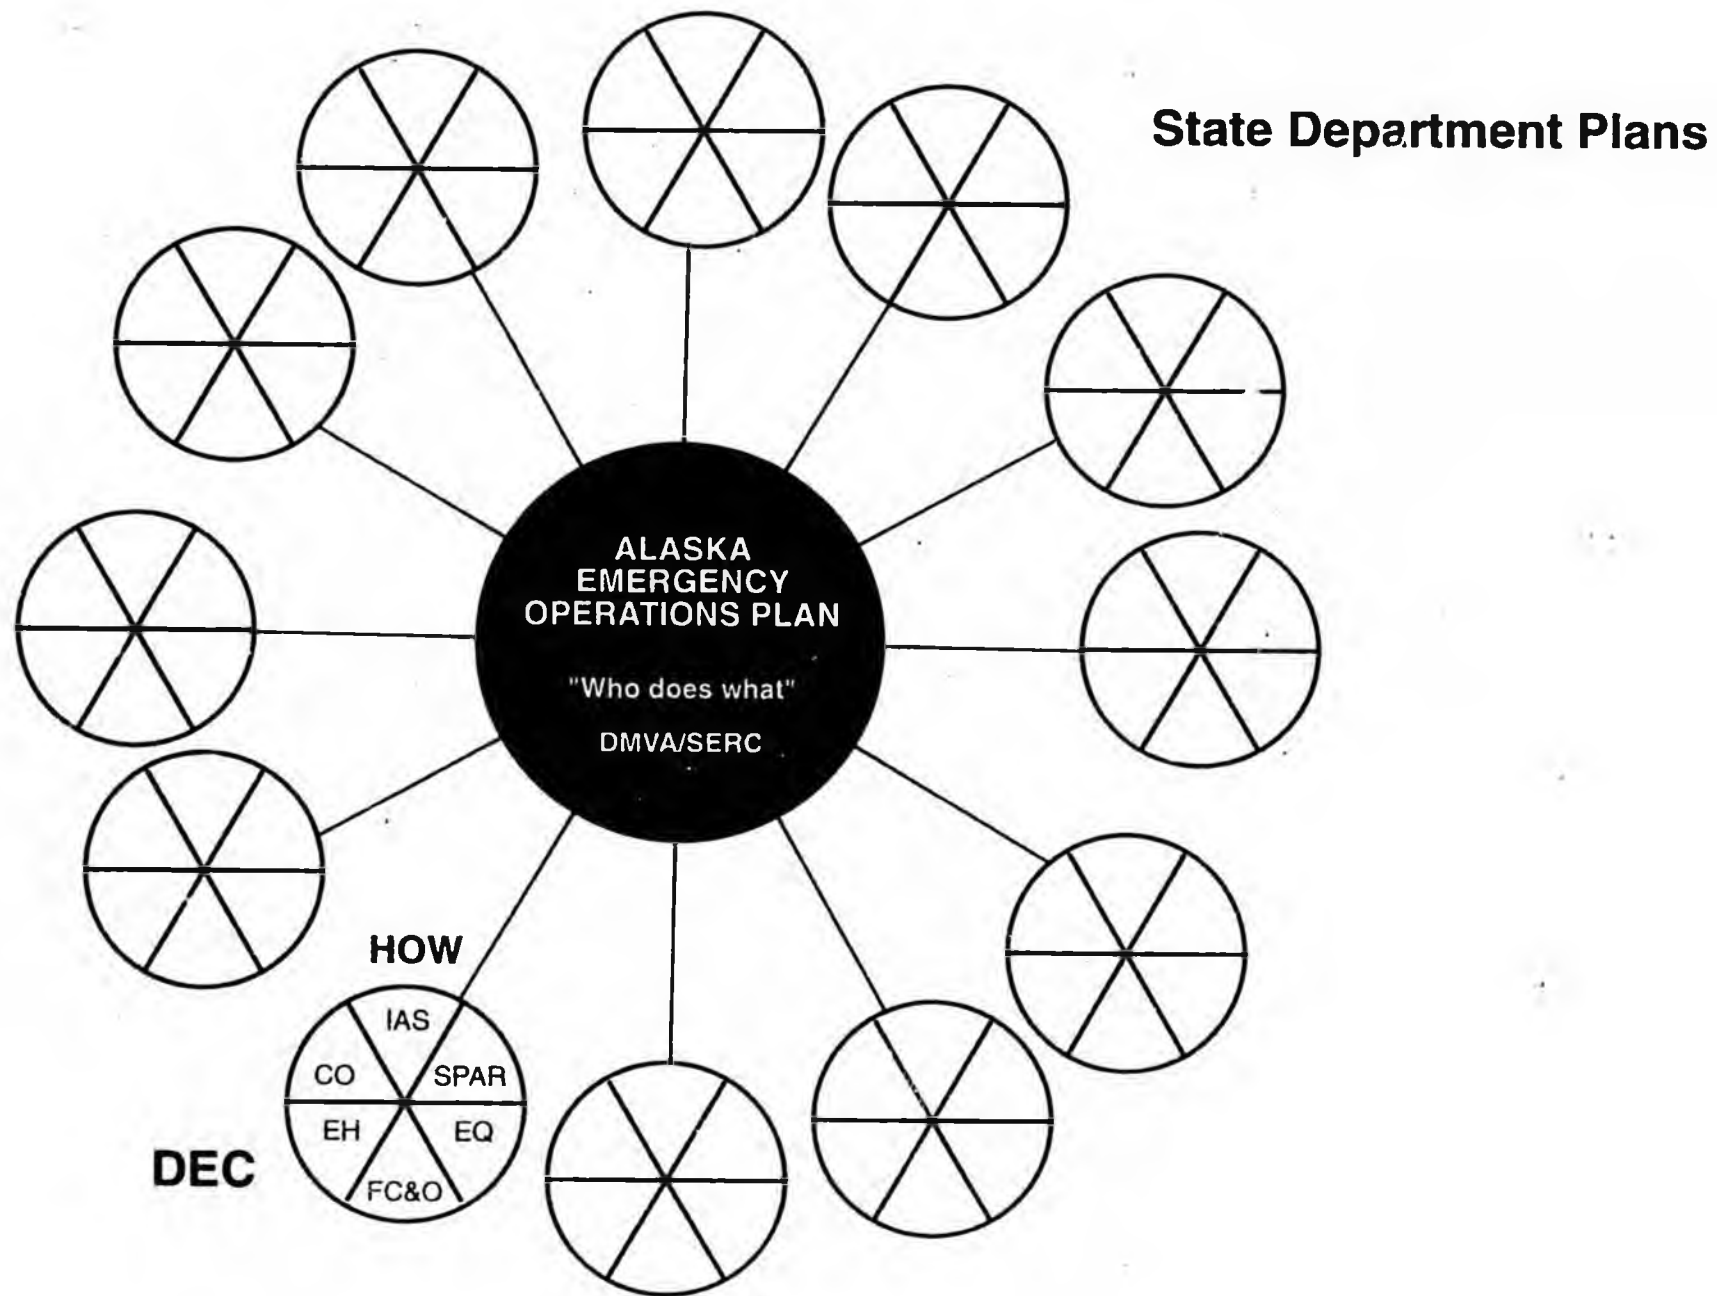 State Department Plans
ALASKA
EMERGENCY
OPERATIONS PLAN
"Who does what"
DMVA/SERC
HOW
IAS
CO
SPAR
EH
EQ
FC&O
DEC